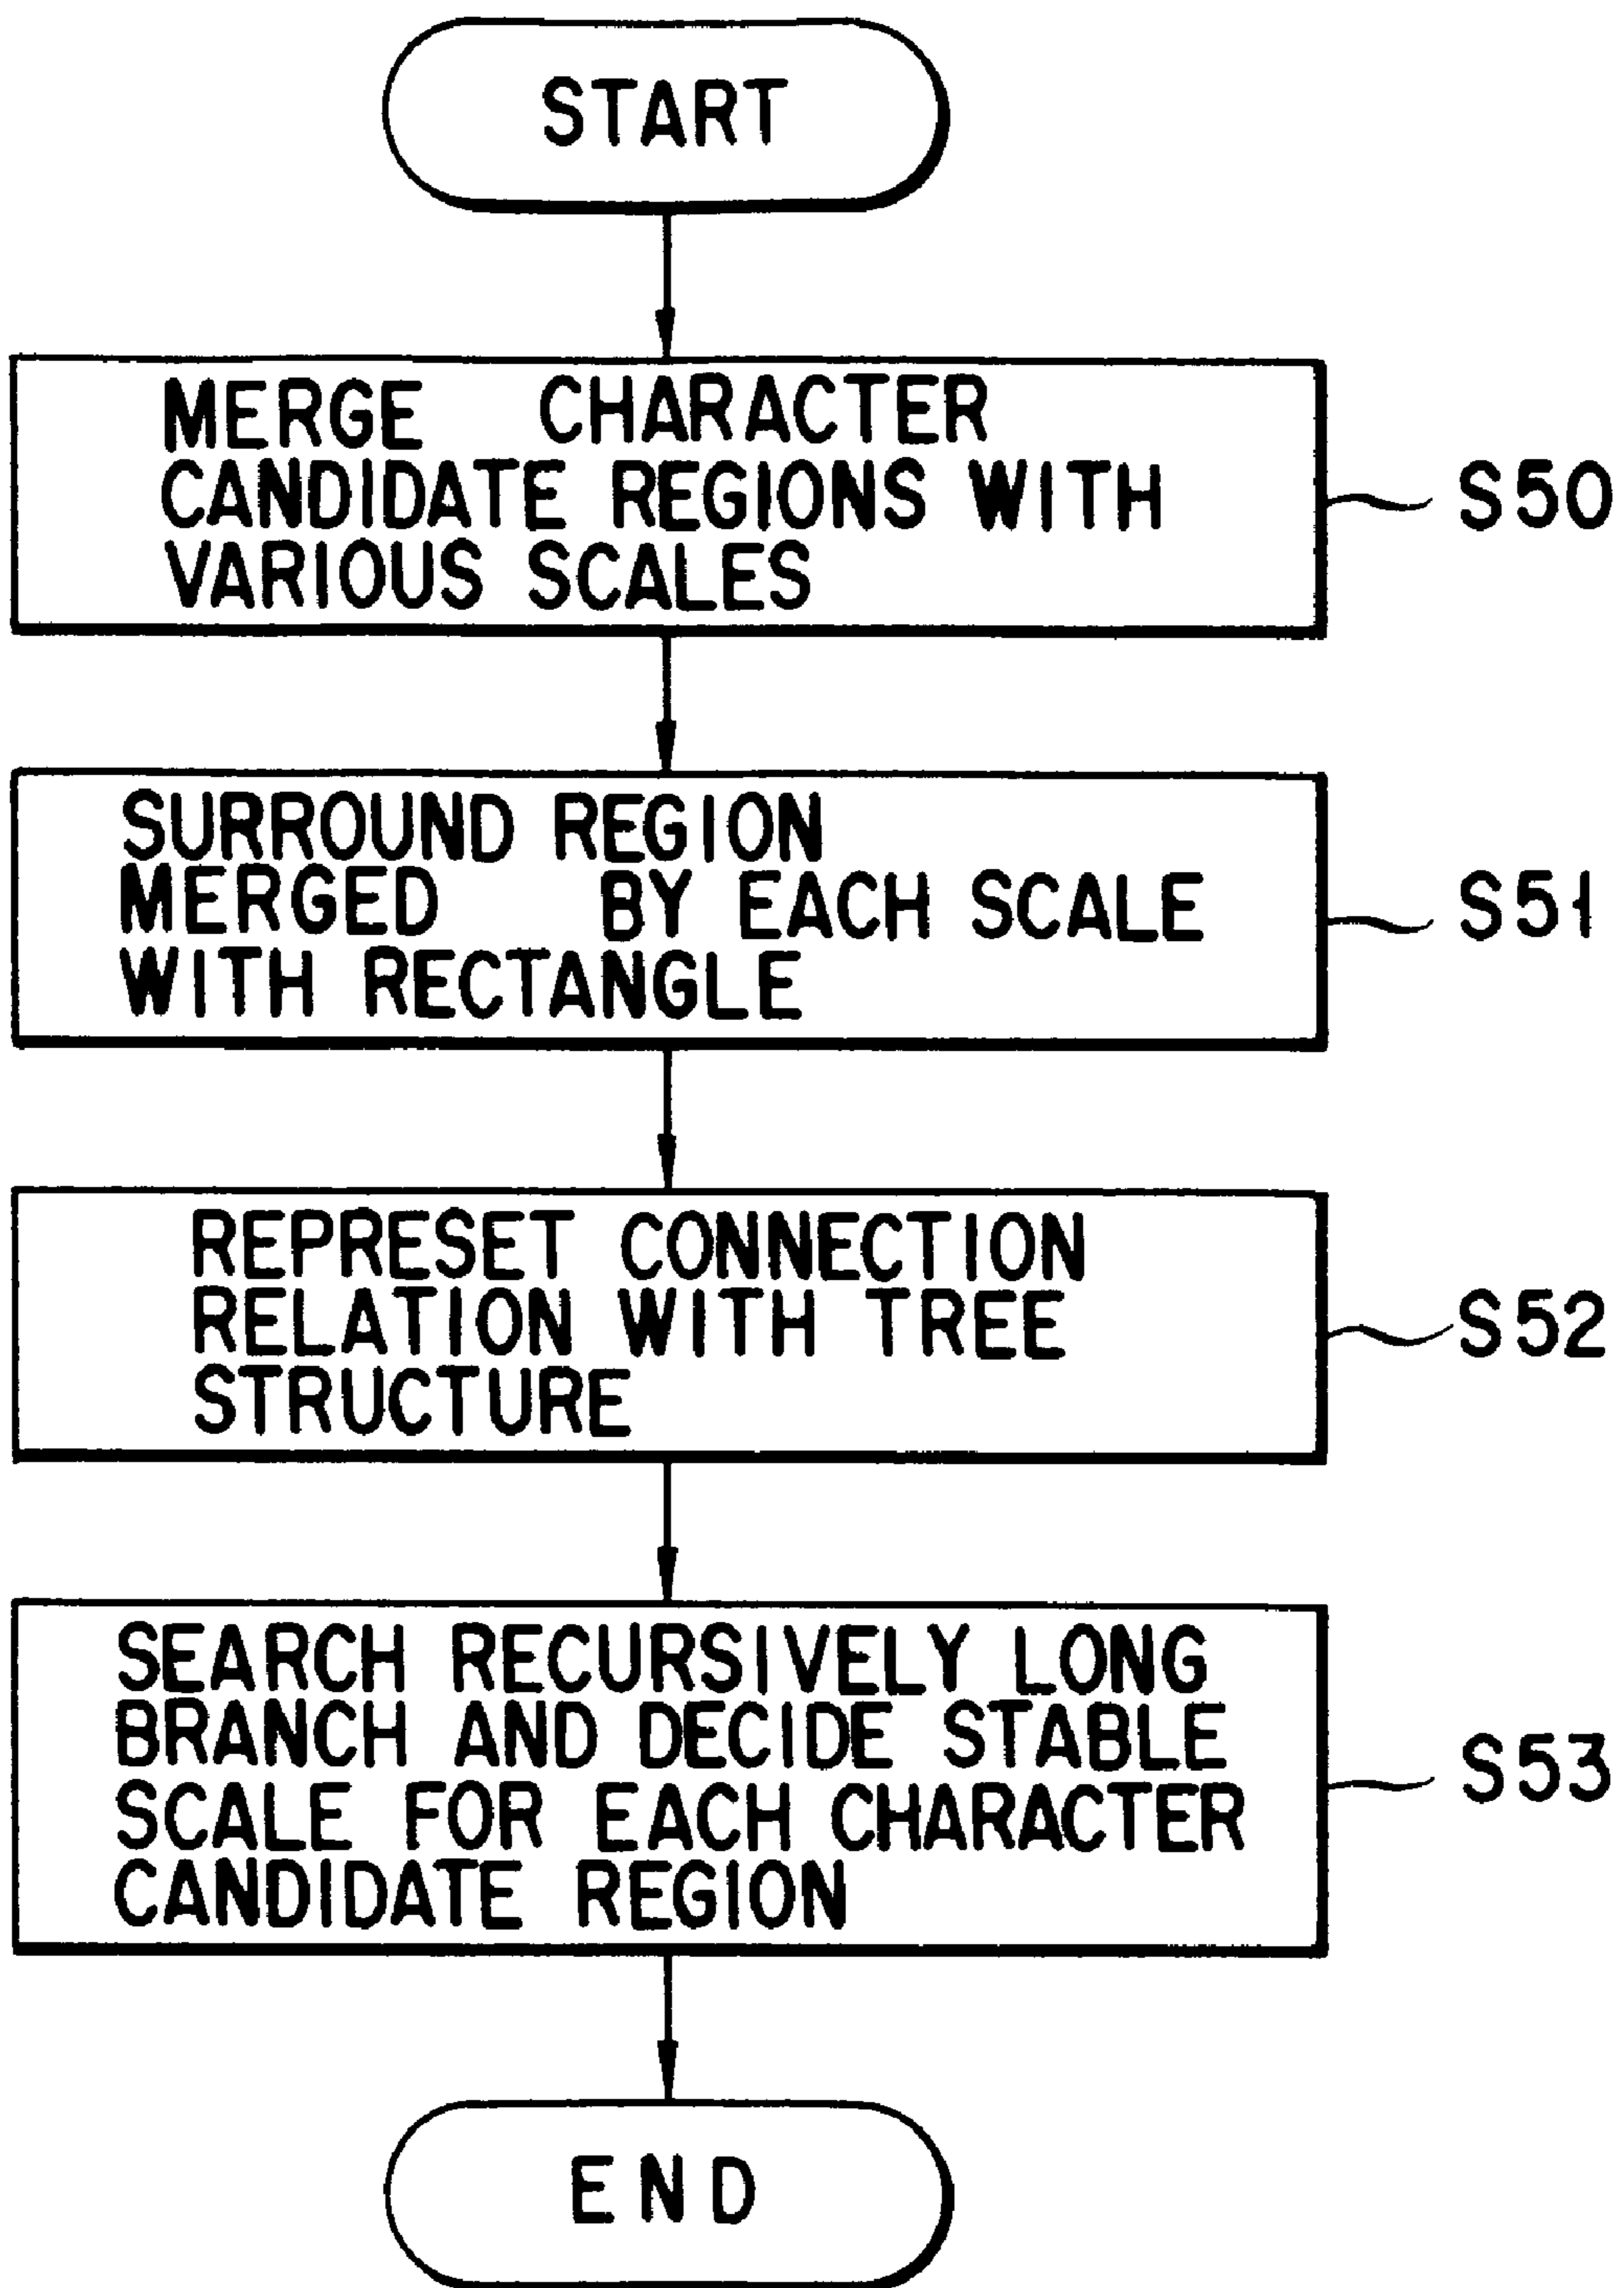 START
MERGE CHARACTER
CANDIDATE REGIONS WITH
VARIOUS SCALES
S50
SURROUND REGION
MERGED BY EACH SCALE
WITH RECTANGLE
S51
REPRESET CONNECTION
RELATION WITH TREE
STRUCTURE
S52
SEARCH RECURSIVELY LONG
BRANCH AND DECIDE STABLE
SCALE FOR EACH CHARACTER
CANDIDATE REGION
S53
END